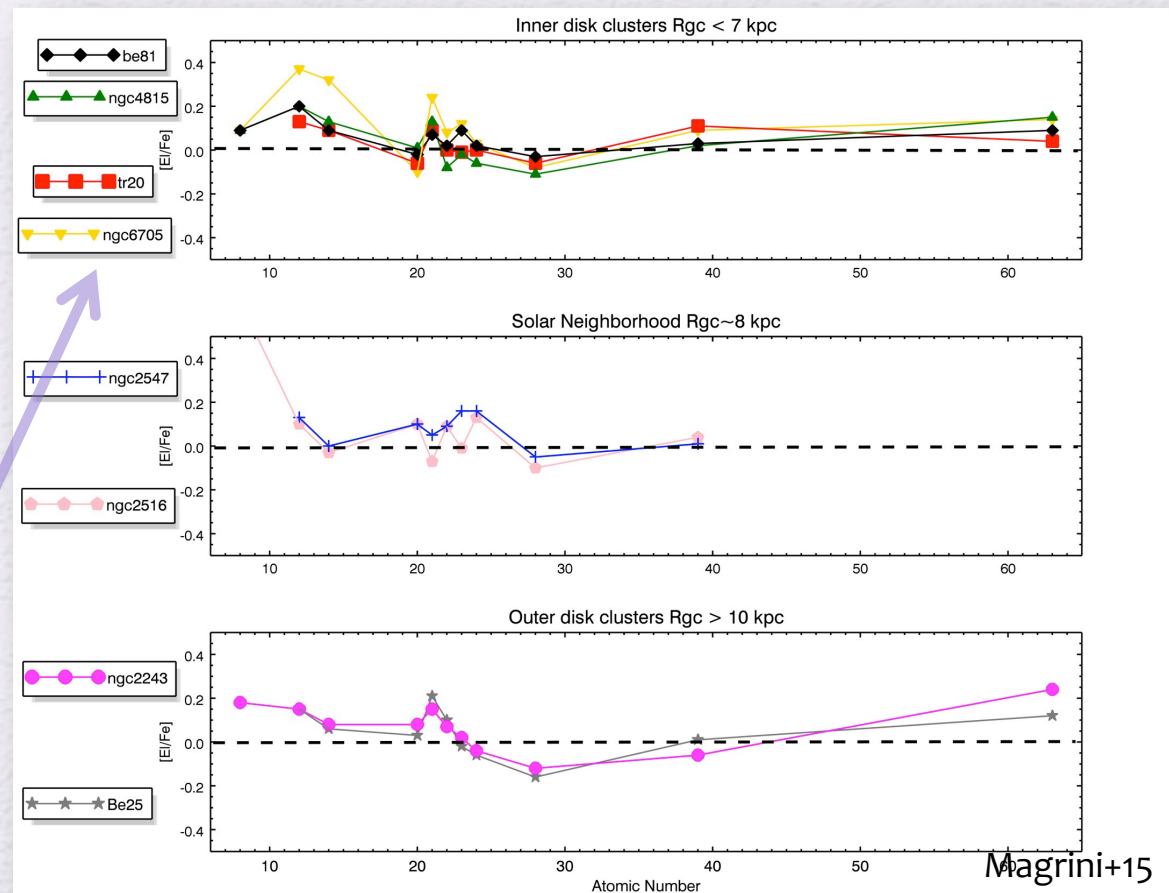 Inner disk clusters Rgc < 7 kpc
be81
ngc4815
tr20
ngc6705
[El/Fe]
0.4
0.2
0.0
-0.2
-0.4
10 20 30 40 50 60
Solar Neighborhood Rgc~8 kpc
ngc2547
ngc2516
[El/Fe]
0.4
0.2
0.0
-0.2
-0.4
10 20 30 40 50 60
Outer disk clusters Rgc > 10 kpc
ngc2243
Be25
[El/Fe]
0.4
0.2
0.0
-0.2
-0.4
10 20 30 40 50 60
Atomic Number
Magrini+15